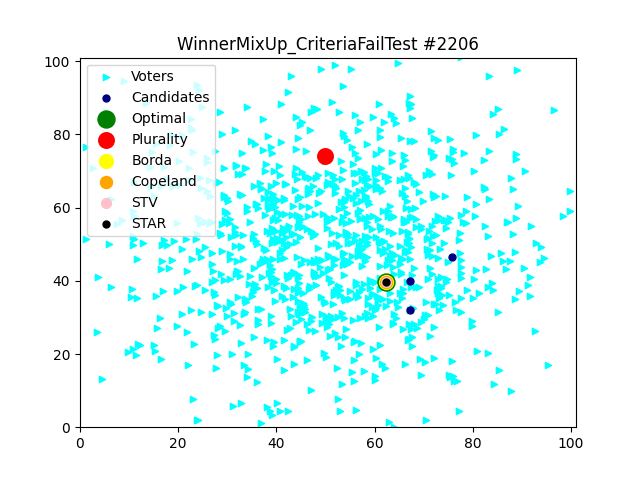 WinnerMixUp_CriteriaFailTest #2206
100
80
60
40
20
0
0 20 40 60 80 100
Voters
Candidates
Optimal
Plurality
Borda
Copeland
STV
STAR